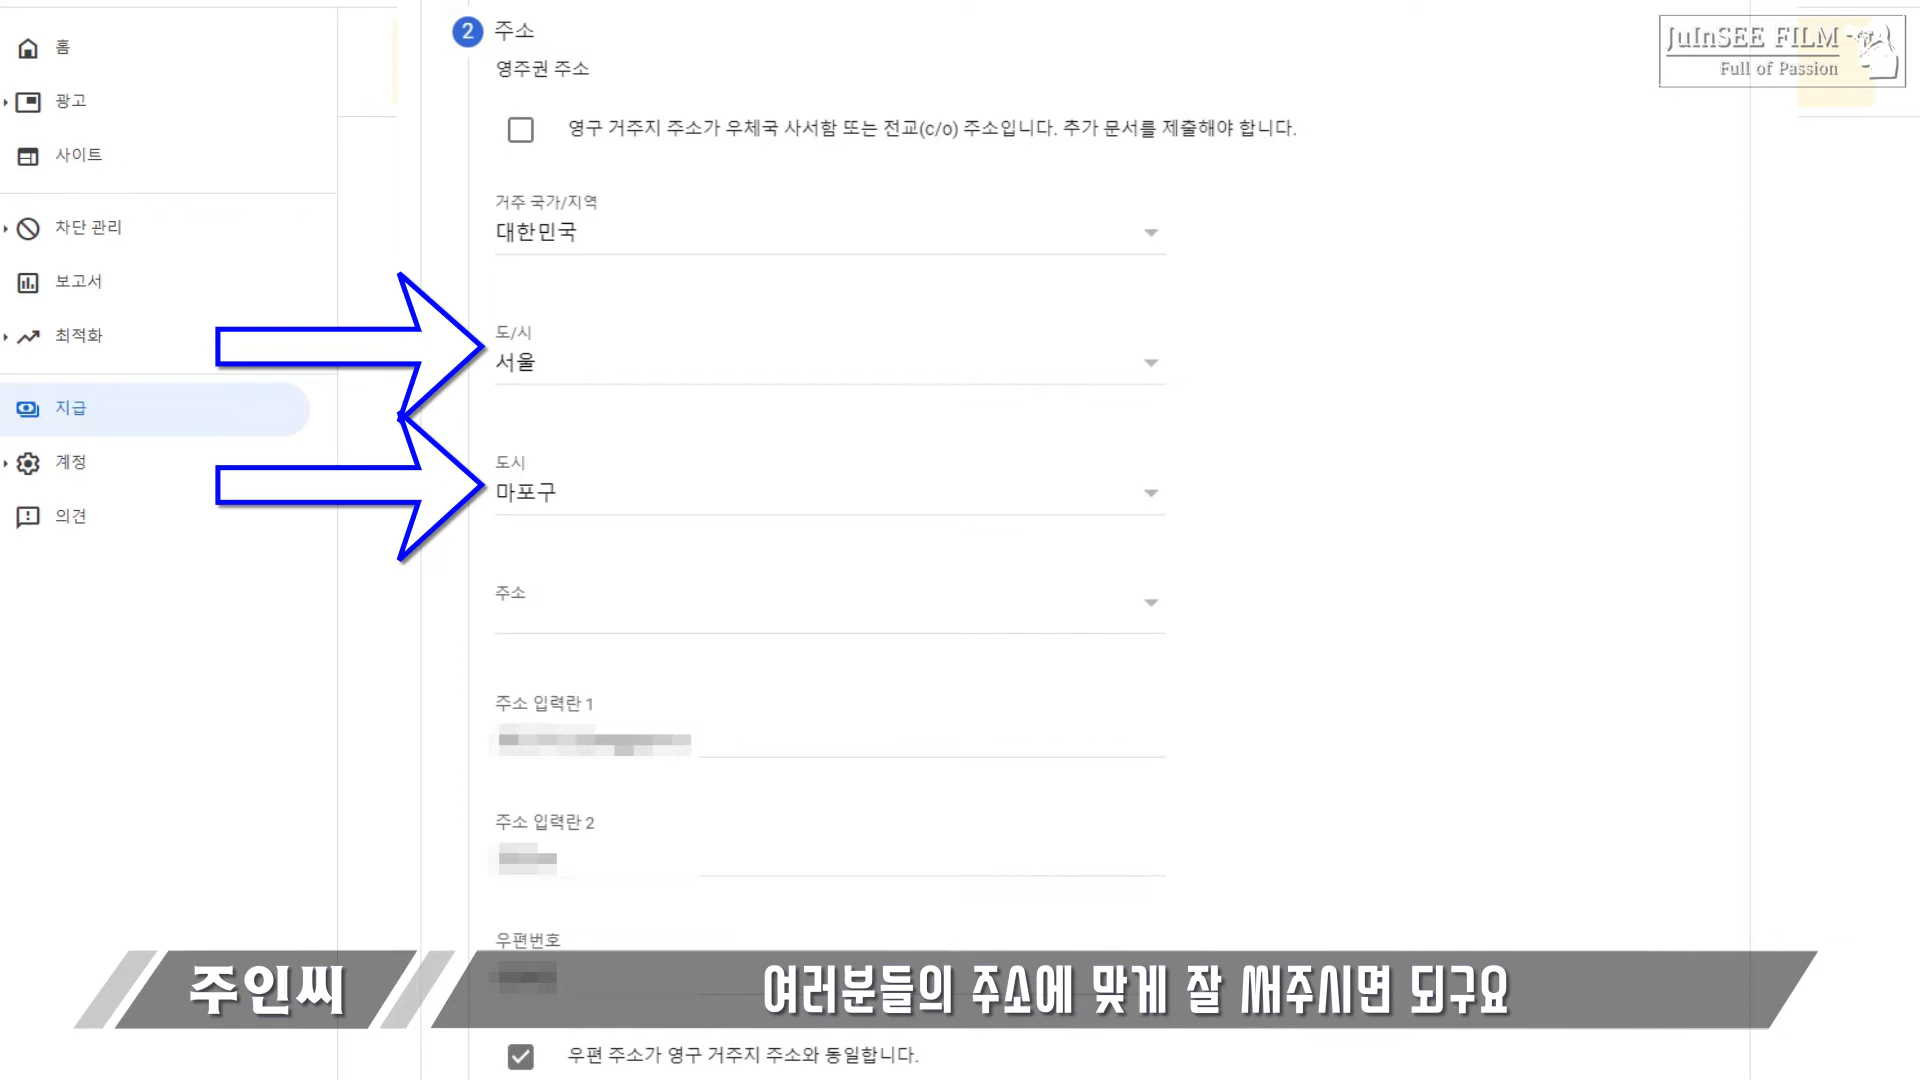 홈
광고
사이트
차단 관리
보고서
최적화
지급
계정
의견
2 주소
영주권 주소
영구 거주지 주소가 우체국 사서함 또는 전교(c/o) 주소입니다. 추가 문서를 제출해야 합니다.
거주 국가/지역
대한민국
도/시
서울
도시
마포구
주소
주소 입력란 1
주소 입력란 2
우편번호
우편 주소가 영구 거주지 주소와 동일합니다.
JuInSEE FILM
Full of Passion
주인씨
여러분들의 주소에 맞게 잘 써주시면 되구요